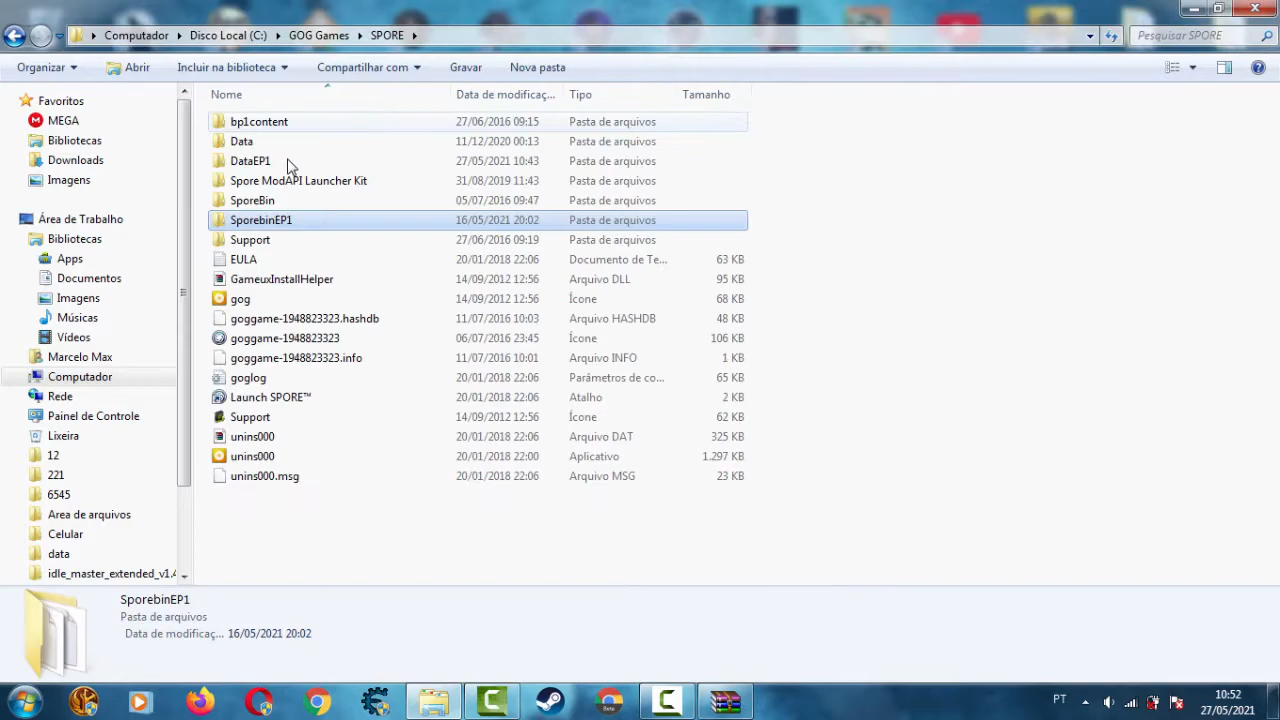 Computador Disco Local (C:) GOG Games SPORE Pesquisar SPORE
Organizar Abrir Incluir na biblioteca Compartilhar com Gravar Nova pasta
Nome Data de modificaç... Tipo Tamanho
Favoritos
MEGA
Bibliotecas
Downloads
Imagens
Área de Trabalho
Bibliotecas
Apps
Documentos
Imagens
Músicas
Vídeos
Marcelo Max
Computador
Rede
Painel de Controle
Lixeira
12
221
6545
Area de arquivos
Celular
data
idle_master_extended_v1.4
bp1content 27/06/2016 09:15 Pasta de arquivos
Data 11/12/2020 00:13 Pasta de arquivos
DataEP1 27/05/2021 10:43 Pasta de arquivos
Spore ModAPI Launcher Kit 31/08/2019 11:43 Pasta de arquivos
SporeBin 05/07/2016 09:47 Pasta de arquivos
SporebinEP1 16/05/2021 20:02 Pasta de arquivos
Support 27/06/2016 09:19 Pasta de arquivos
EULA 20/01/2018 22:06 Documento de Te... 63 KB
GameuxInstallHelper 14/09/2012 12:56 Arquivo DLL 95 KB
gog 14/09/2012 12:56 Ícone 68 KB
goggame-1948823323.hashdb 11/07/2016 10:03 Arquivo HASHDB 48 KB
goggame-1948823323 06/07/2016 23:45 Ícone 106 KB
goggame-1948823323.info 11/07/2016 10:01 Arquivo INFO 1 KB
goglog 20/01/2018 22:06 Parâmetros de co... 65 KB
Launch SPORE™ 20/01/2018 22:06 Atalho 2 KB
Support 14/09/2012 12:56 Ícone 62 KB
unins000 20/01/2018 22:06 Arquivo DAT 325 KB
unins000 20/01/2018 22:00 Aplicativo 1.297 KB
unins000.msg 20/01/2018 22:06 Arquivo MSG 23 KB
SporebinEP1
Pasta de arquivos
Data de modificaç... 16/05/2021 20:02
PT 10:52
27/05/2021